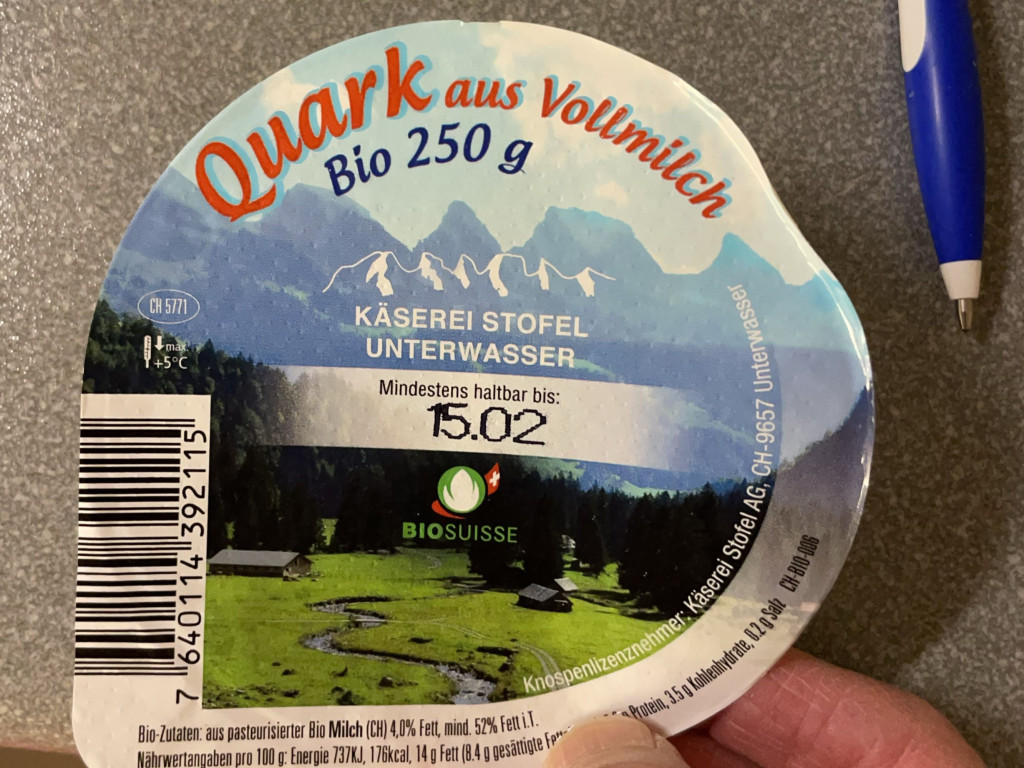 Quark aus Vollmilch
Bio 250 g
CH 5771
max.
+5°C
KÄSEREI STOFEL
UNTERWASSER
Mindestens haltbar bis:
15.02
BIOSUISSE
7 640114 392115
Knospenlizenznehmer: Käserei Stofel AG, CH-9657 Unterwasser
CH-BIO-006
Bio-Zutaten: aus pasteurisierter Bio Milch (CH) 4,0% Fett, mind. 52% Fett i.T.
Nährwertangaben pro 100 g: Energie 737KJ, 176kcal, 14 g Fett (8.4 g gesättigte g Protein, 3.5 g Kohlenhydrate, 0.2 g Salz